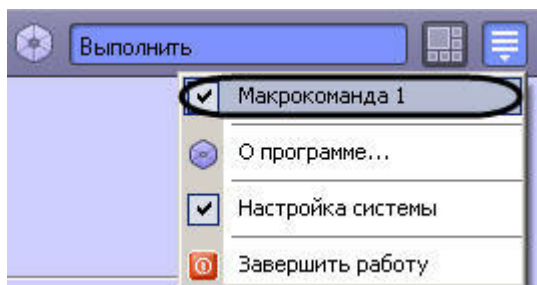 Выполнить
Макрокоманда 1
О программе...
Настройка системы
Завершить работу